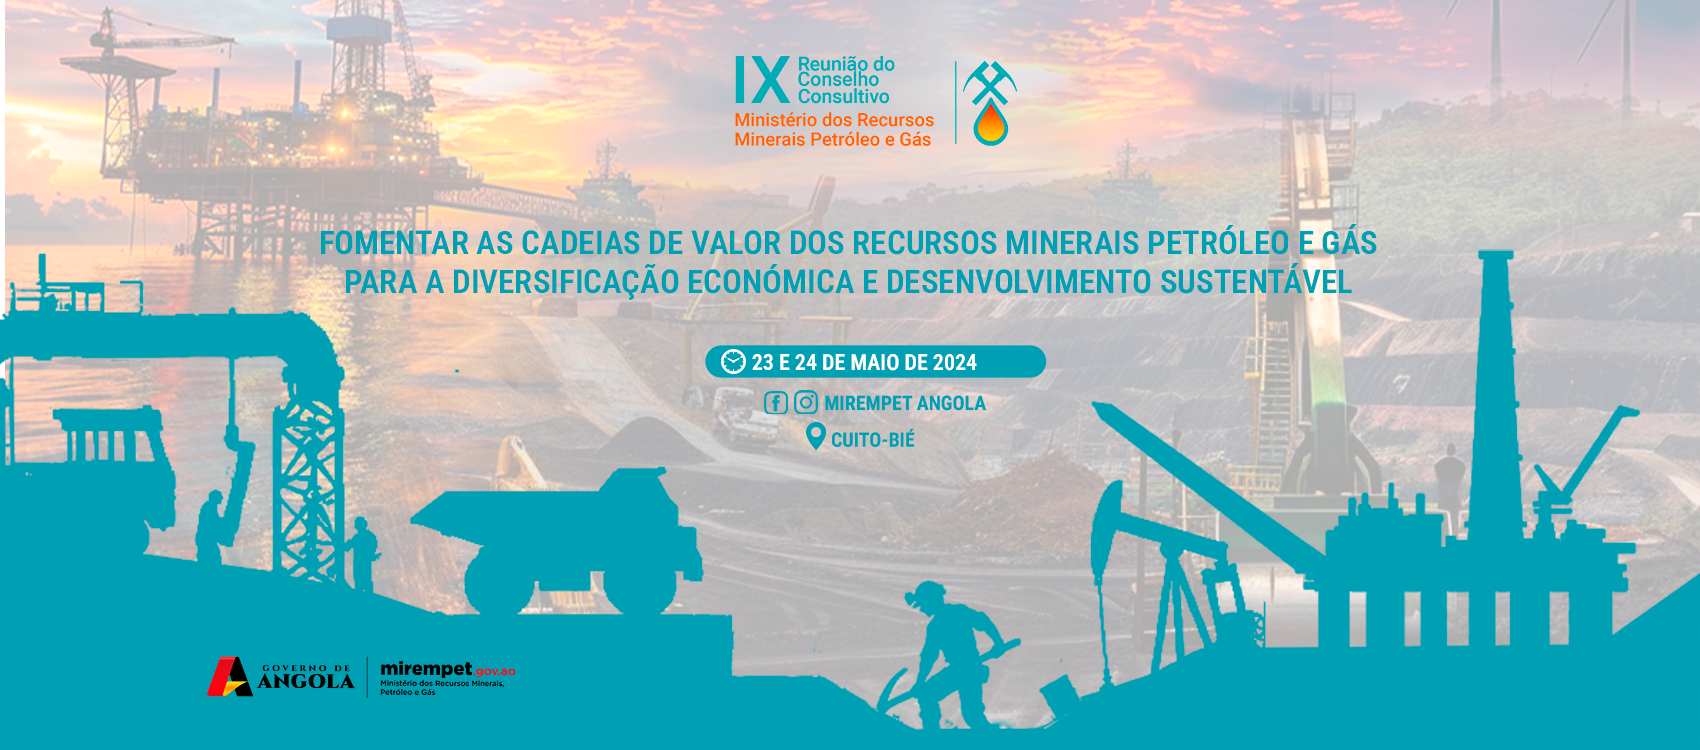 IX Reunião do
Conselho
Consultivo
Ministério dos Recursos
Minerais Petróleo e Gás
FOMENTAR AS CADEIAS DE VALOR DOS RECURSOS MINERAIS PETRÓLEO E GÁS
PARA A DIVERSIFICAÇÃO ECONÓMICA E DESENVOLVIMENTO SUSTENTÁVEL
23 E 24 DE MAIO DE 2024
MIREMPET ANGOLA
CUITO-BIÉ
GOVERNO DE
ANGOLA
mirempet.gov.ao
Ministério dos Recursos Minerais,
Petróleo e Gás